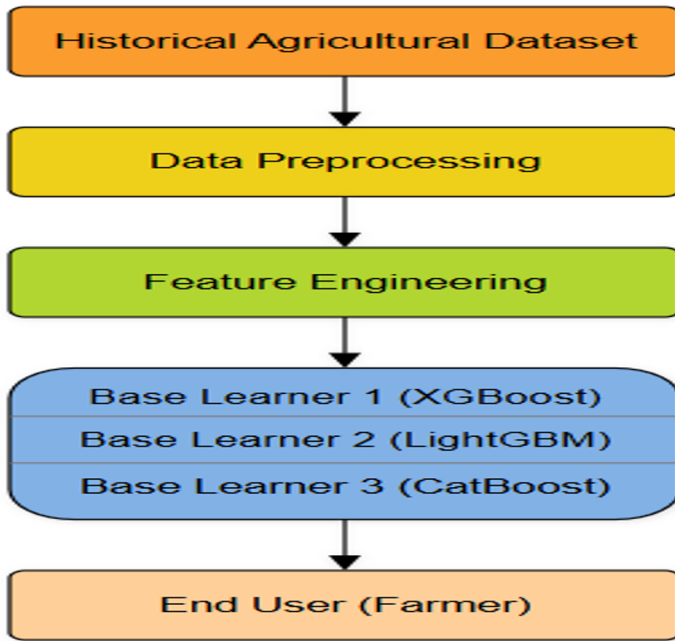 Historical Agricultural Dataset
Data Preprocessing
Feature Engineering
Base Learner 1 (XGBoost)
Base Learner 2 (LightGBM)
Base Learner 3 (CatBoost)
End User (Farmer)